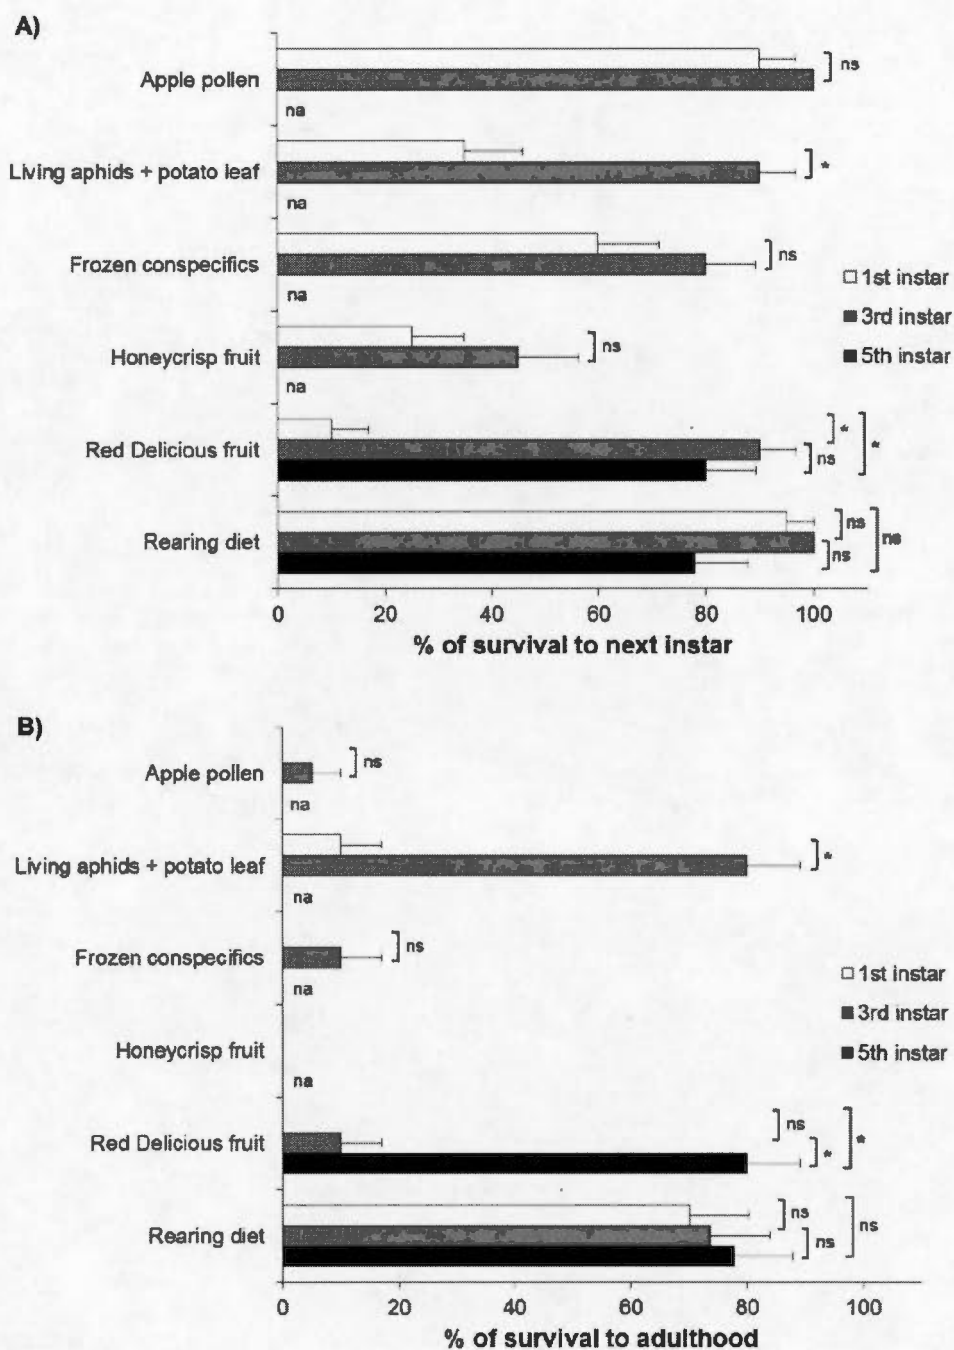 A)
Apple pollen
ns
na
Living aphids + potato leaf
*
na
Frozen conspecifics
ns
na
1st instar
3rd instar
5th instar
Honeycrisp fruit
ns
na
Red Delicious fruit
*
ns
*
Rearing diet
ns
ns
ns
0 20 40 60 80 100
% of survival to next instar
B)
Apple pollen
ns
na
Living aphids + potato leaf
*
na
Frozen conspecifics
ns
na
1st instar
3rd instar
5th instar
Honeycrisp fruit
na
Red Delicious fruit
ns
*
*
Rearing diet
ns
ns
ns
0 20 40 60 80 100
% of survival to adulthood